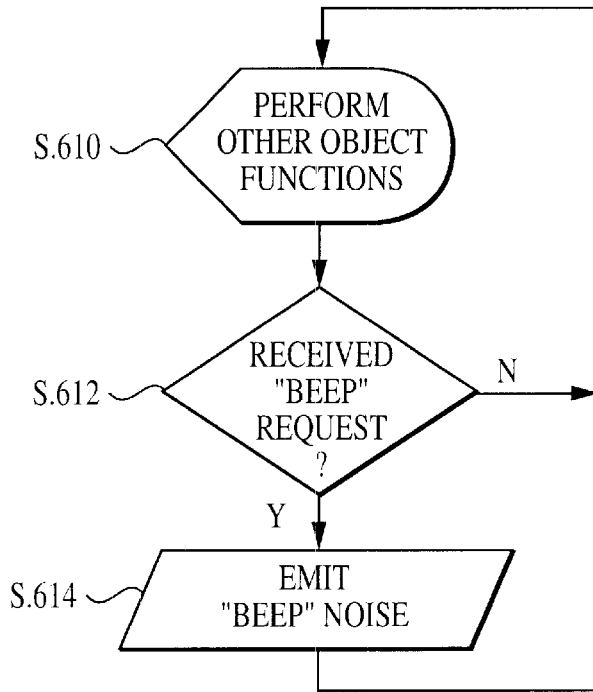 PERFORM
OTHER OBJECT
FUNCTIONS
S.610
RECEIVED
"BEEP"
REQUEST
?
S.612
N
Y
EMIT
"BEEP" NOISE
S.614